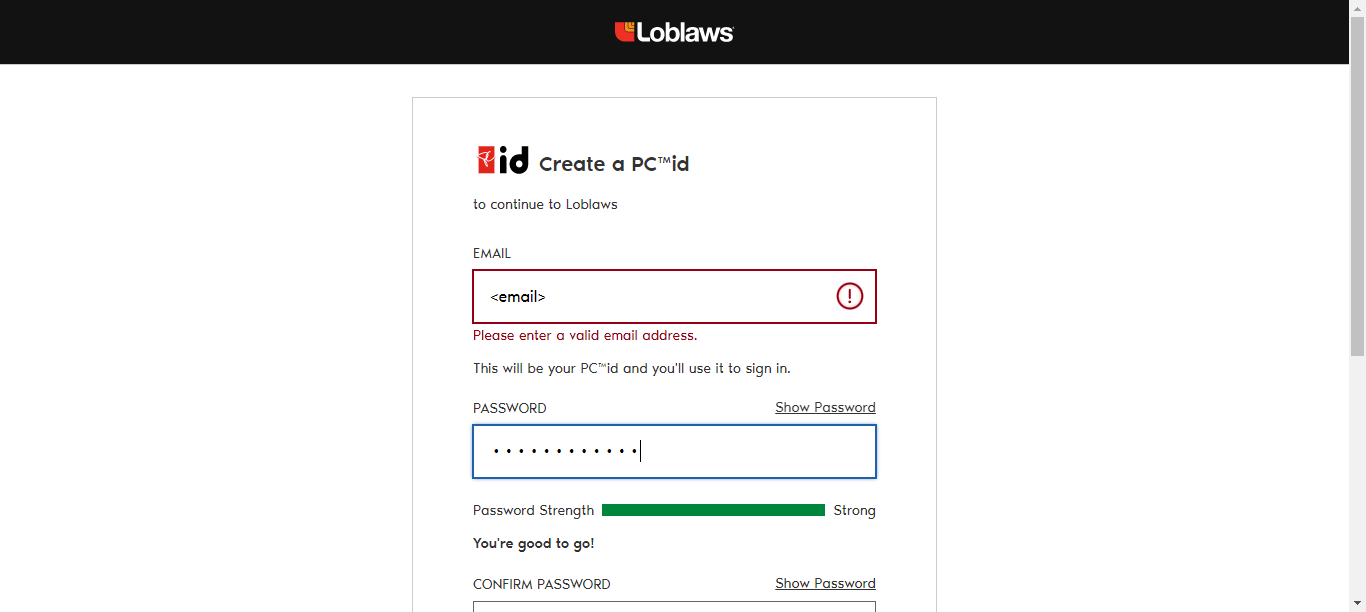 Loblaws
id Create a PC™id
to continue to Loblaws
EMAIL
<email>
Please enter a valid email address.
This will be your PC™id and you'll use it to sign in.
PASSWORD Show Password
••••••••••••
Password Strength Strong
You're good to go!
CONFIRM PASSWORD Show Password